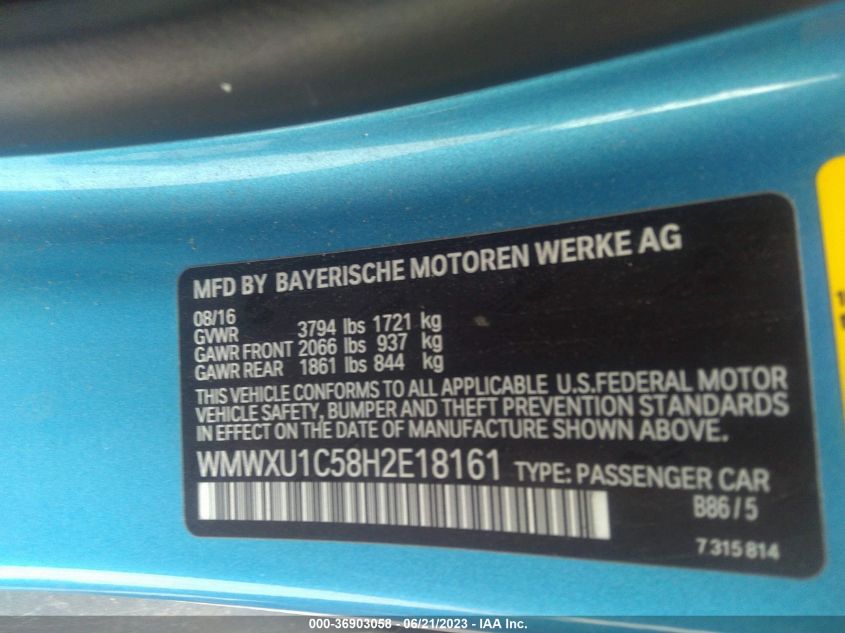 MFD BY BAYERISCHE MOTOREN WERKE AG
08/16
GVWR 3794 lbs 1721 kg
GAWR FRONT 2066 lbs 937 kg
GAWR REAR 1861 lbs 844 kg
THIS VEHICLE CONFORMS TO ALL APPLICABLE U.S.FEDERAL MOTOR
VEHICLE SAFETY, BUMPER AND THEFT PREVENTION STANDARDS
IN EFFECT ON THE DATE OF MANUFACTURE SHOWN ABOVE.
WMWXU1C58H2E18161 TYPE: PASSENGER CAR
B86/5
7 315 814
000-36903058 - 06/21/2023 - IAA Inc.